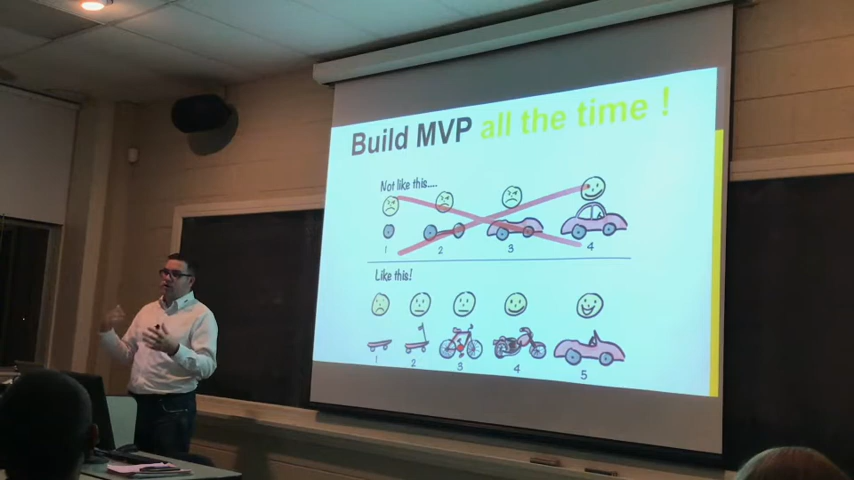 Build MVP all the time !
Not like this....
1 2 3 4
Like this!
1 2 3 4 5